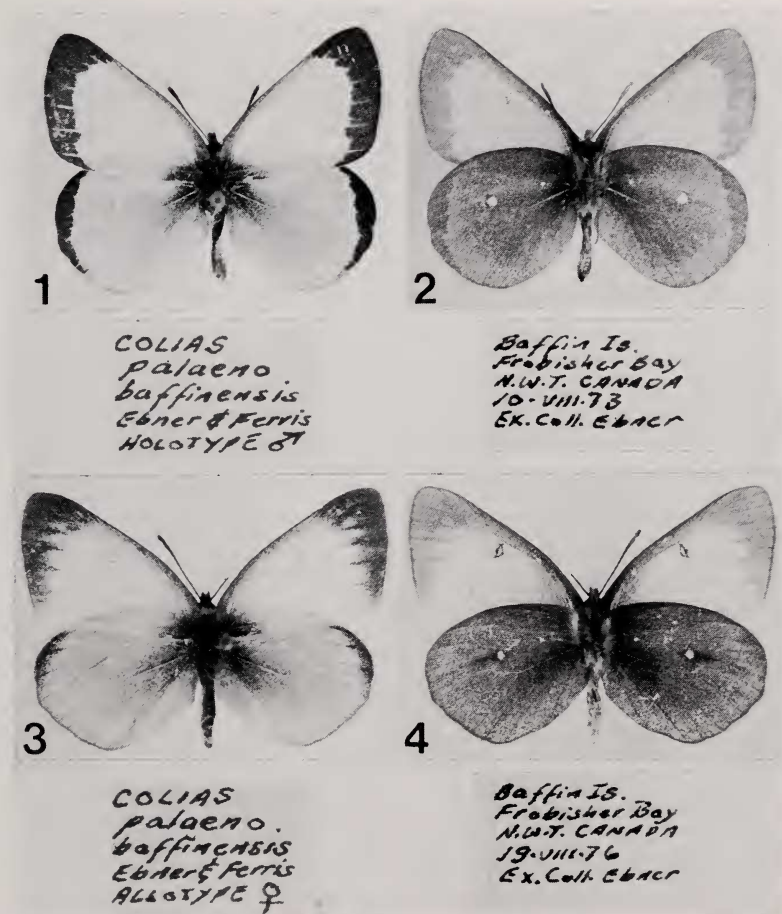 1
2
COLIAS
palaeno
baffinensis
Ebner & Ferris
HOLOTYPE ♂
Baffin Is.
Frobisher Bay
N.W.T. CANADA
10-VIII-73
Ex. Coll. Ebner
3
4
COLIAS
palaeno.
baffinensis
Ebner & Ferris
ALLOTYPE ♀
Baffin Is.
Frobisher Bay
N.W.T. CANADA
19-VIII-76
Ex. Coll. Ebner